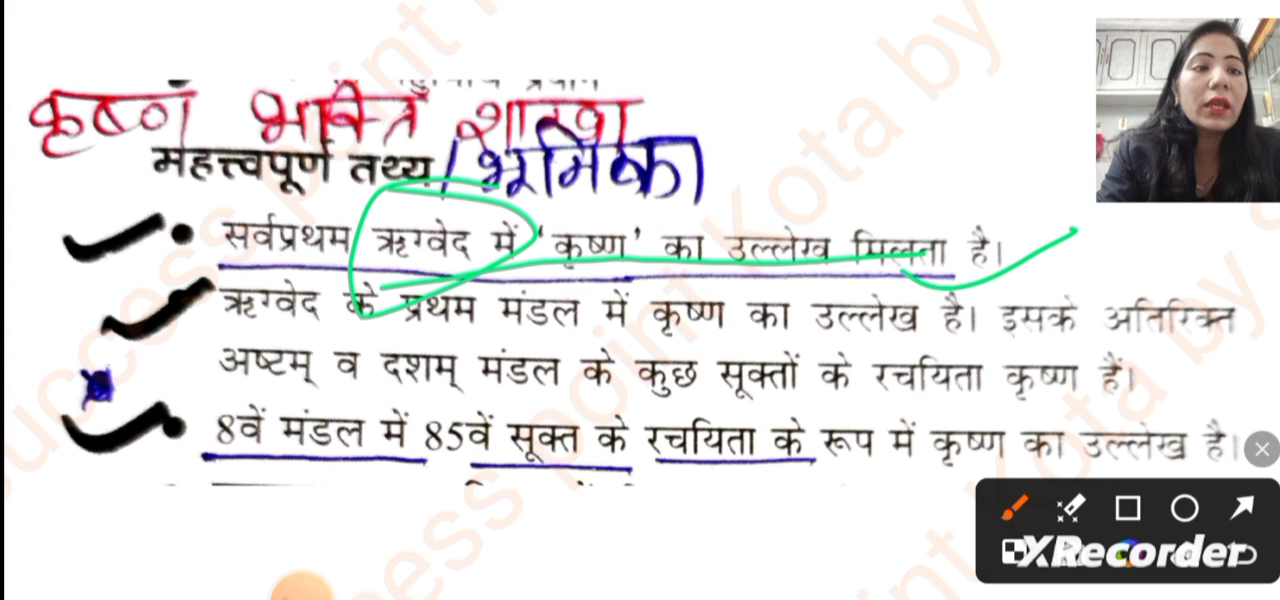 कृष्ण भक्ति शाखा
महत्त्वपूर्ण तथ्य / भूमिका
सर्वप्रथम ऋग्वेद में 'कृष्ण' का उल्लेख मिलता है।
ऋग्वेद के प्रथम मंडल में कृष्ण का उल्लेख है। इसके अतिरिक्त
अष्टम् व दशम् मंडल के कुछ सूक्तों के रचयिता कृष्ण हैं।
8वें मंडल में 85वें सूक्त के रचयिता के रूप में कृष्ण का उल्लेख है।
XRecorder